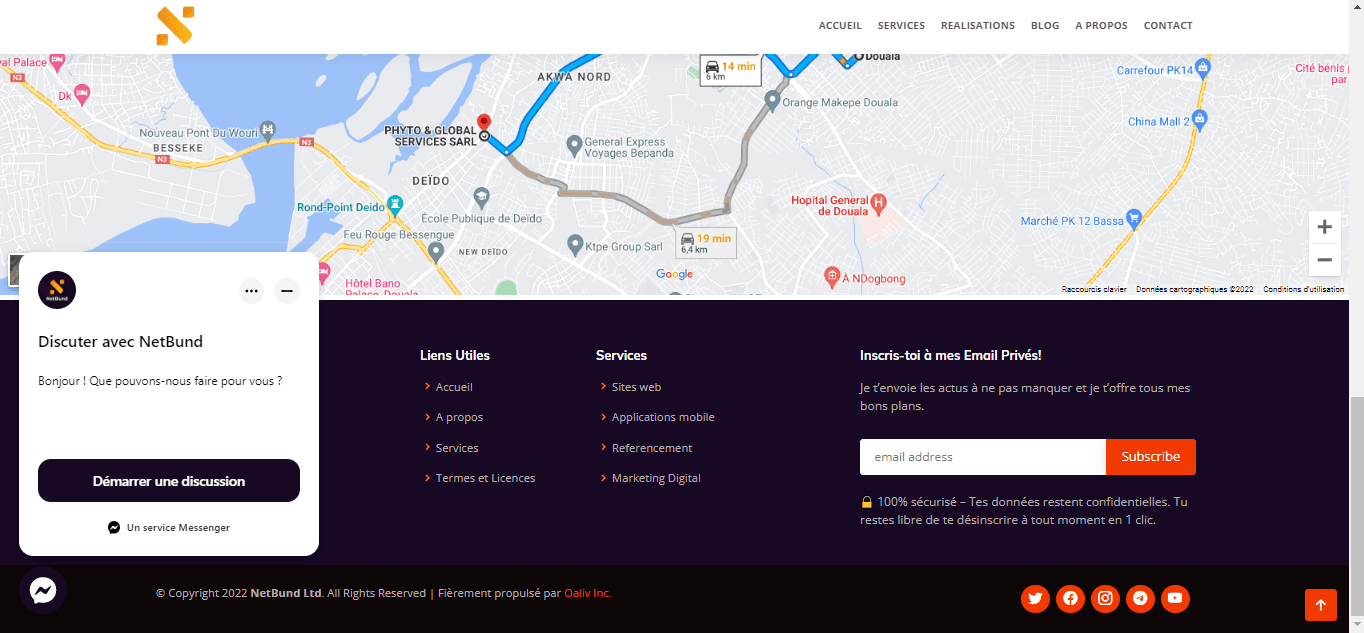 ACCUEIL SERVICES REALISATIONS BLOG A PROPOS CONTACT
val Palace
N3
Dk
AKWA NORD
14 min
6 km
Douala
Carrefour PK14
Cité bénis
par
Orange Makepe Douala
China Mall 2
Nouveau Pont Du Wouri
BESSEKE
N3
N3
PHYTO & GLOBAL
SERVICES SARL
General Express
Voyages Bepanda
DEÏDO
Rond-Point Deido
École Publique de Deïdo
Hopital General
de Douala
Marché PK 12 Bassa
Feu Rouge Bessengue
NEW DEÏDO
Ktpe Group Sarl
19 min
6,4 km
Google
À NDogbong
Hôtel Bano
Palace Douala
Raccourcis clavier Données cartographiques ©2022 Conditions d'utilisation
NetBund
Discuter avec NetBund
Bonjour ! Que pouvons-nous faire pour vous ?
Démarrer une discussion
Un service Messenger
Liens Utiles
Accueil
A propos
Services
Termes et Licences
Services
Sites web
Applications mobile
Referencement
Marketing Digital
Inscris-toi à mes Email Privés!
Je t’envoie les actus à ne pas manquer et je t’offre tous mes
bons plans.
email address
Subscribe
🔒 100% sécurisé – Tes données restent confidentielles. Tu
restes libre de te désinscrire à tout moment en 1 clic.
© Copyright 2022 NetBund Ltd. All Rights Reserved | Fièrement propulsé par Oaliv Inc.